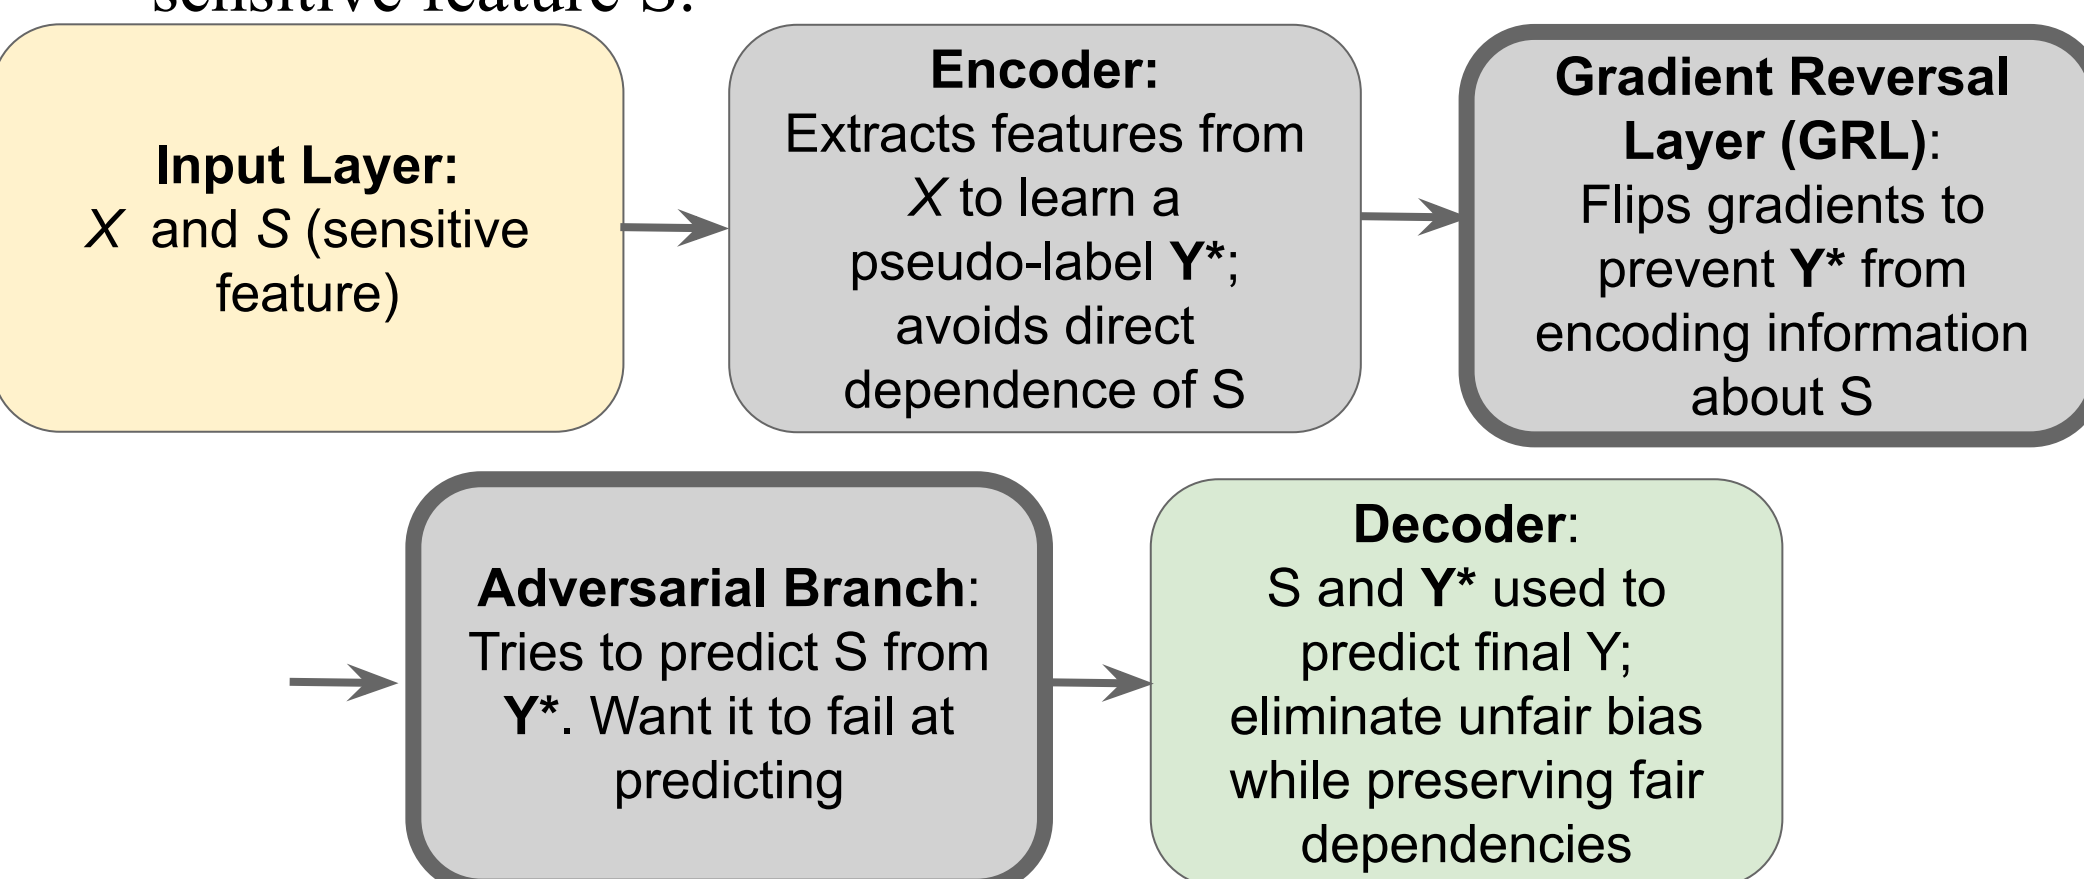 sensitive feature S.
Input Layer:
X and S (sensitive
feature)
Encoder:
Extracts features from
X to learn a
pseudo-label Y*;
avoids direct
dependence of S
Gradient Reversal
Layer (GRL):
Flips gradients to
prevent Y* from
encoding information
about S
Adversarial Branch:
Tries to predict S from
Y*. Want it to fail at
predicting
Decoder:
S and Y* used to
predict final Y;
eliminate unfair bias
while preserving fair
dependencies